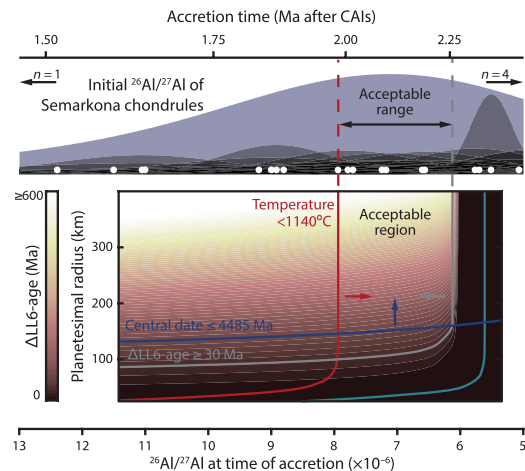 Accretion time (Ma after CAIs)
1.50 1.75 2.00 2.25 2.50
n = 1
n = 4
Initial ²⁶Al/²⁷Al of
Semarkona chondrules
Acceptable
range
≥600
0
ΔLL6-age (Ma)
Planetesimal radius (km)
300
200
100
Temperature
<1140ºC
Acceptable
region
Central date ≤ 4485 Ma
ΔLL6-age ≥ 30 Ma
13 12 11 10 9 8 7 6 5
²⁶Al/²⁷Al at time of accretion (×10⁻⁶)